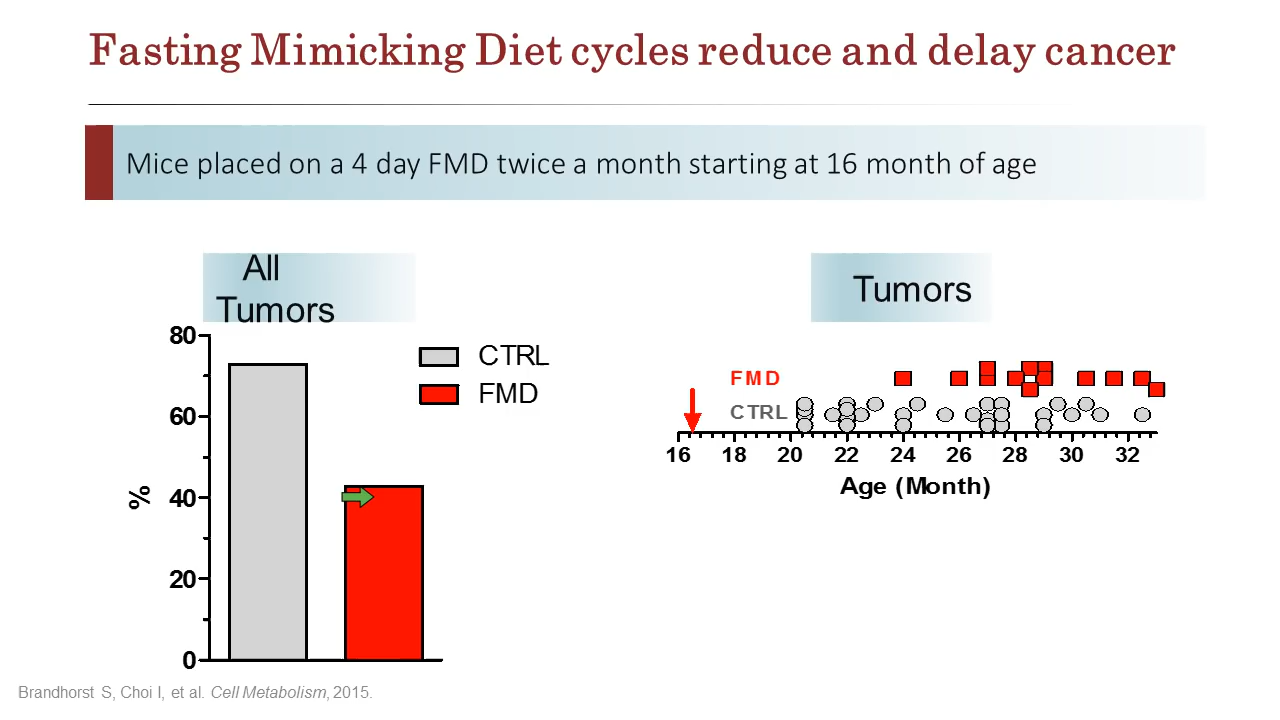 Fasting Mimicking Diet cycles reduce and delay cancer
Mice placed on a 4 day FMD twice a month starting at 16 month of age
All
Tumors
80
60
40
20
0
%
CTRL
FMD
Tumors
FMD
CTRL
16 18 20 22 24 26 28 30 32
Age (Month)
Brandhorst S, Choi I, et al. Cell Metabolism, 2015.